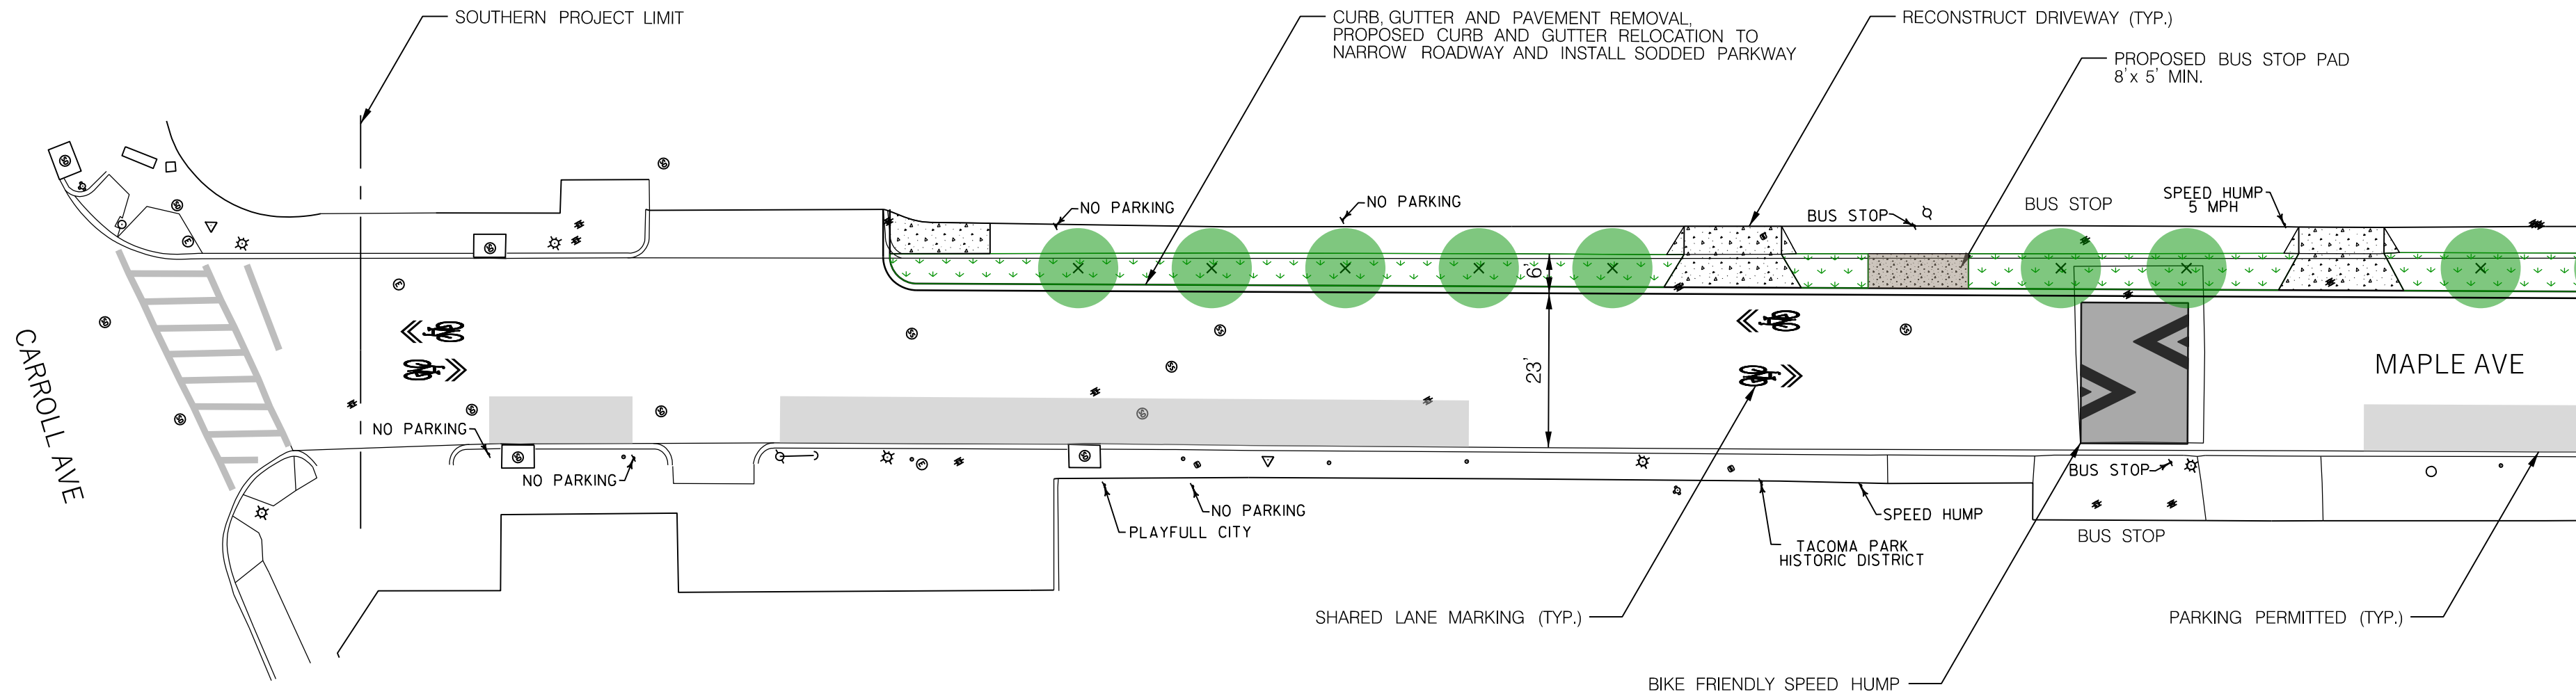 SOUTHERN PROJECT LIMIT
CURB, GUTTER AND PAVEMENT REMOVAL,
PROPOSED CURB AND GUTTER RELOCATION TO
NARROW ROADWAY AND INSTALL SODDED PARKWAY
RECONSTRUCT DRIVEWAY (TYP.)
PROPOSED BUS STOP PAD
8' x 5' MIN.
NO PARKING
NO PARKING
BUS STOP
BUS STOP
SPEED HUMP
5 MPH
6'
23'
CARROLL AVE
MAPLE AVE
NO PARKING
NO PARKING
NO PARKING
PLAYFULL CITY
BUS STOP
SPEED HUMP
BUS STOP
TACOMA PARK
HISTORIC DISTRICT
SHARED LANE MARKING (TYP.)
PARKING PERMITTED (TYP.)
BIKE FRIENDLY SPEED HUMP